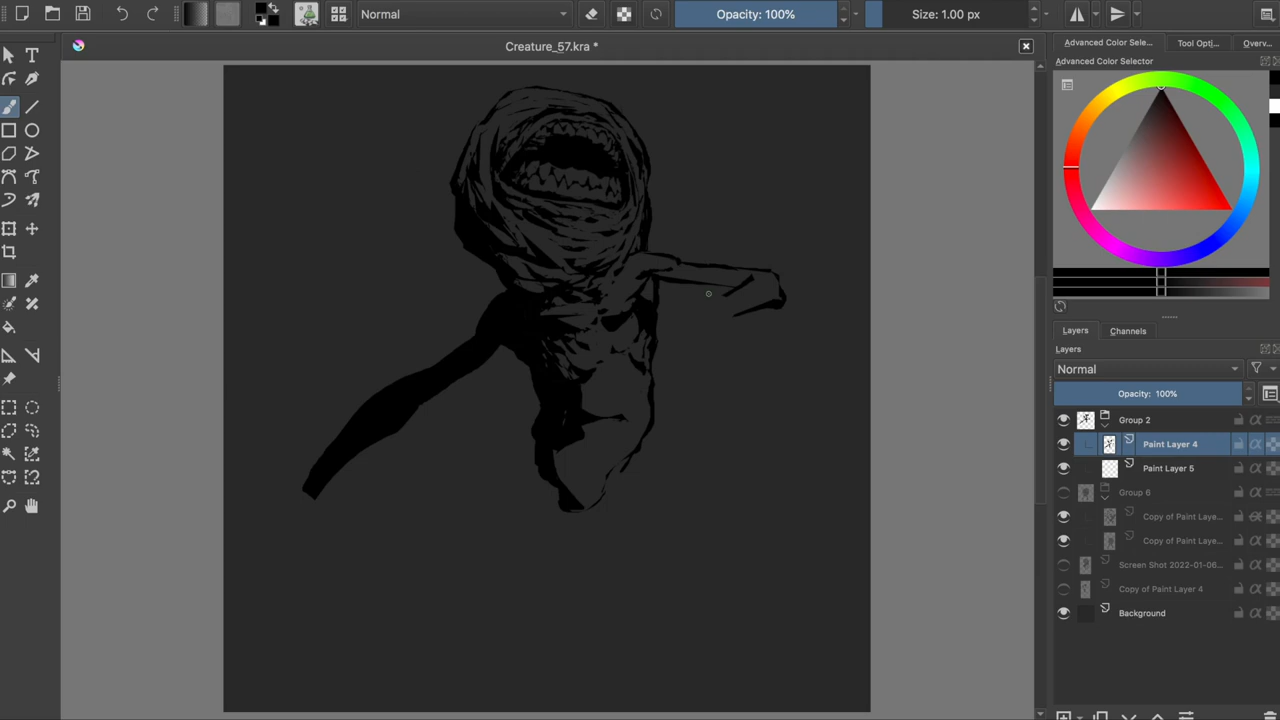 Normal
Opacity: 100%
Size: 1.00 px
Creature_57.kra *
Advanced Color Sele...
Tool Opti...
Overv...
Advanced Color Selector
Layers
Channels
Layers
Normal
Opacity: 100%
Group 2
Paint Layer 4
Paint Layer 5
Group 6
Copy of Paint Laye...
Copy of Paint Laye...
Screen Shot 2022-01-06...
Copy of Paint Layer 4
Background